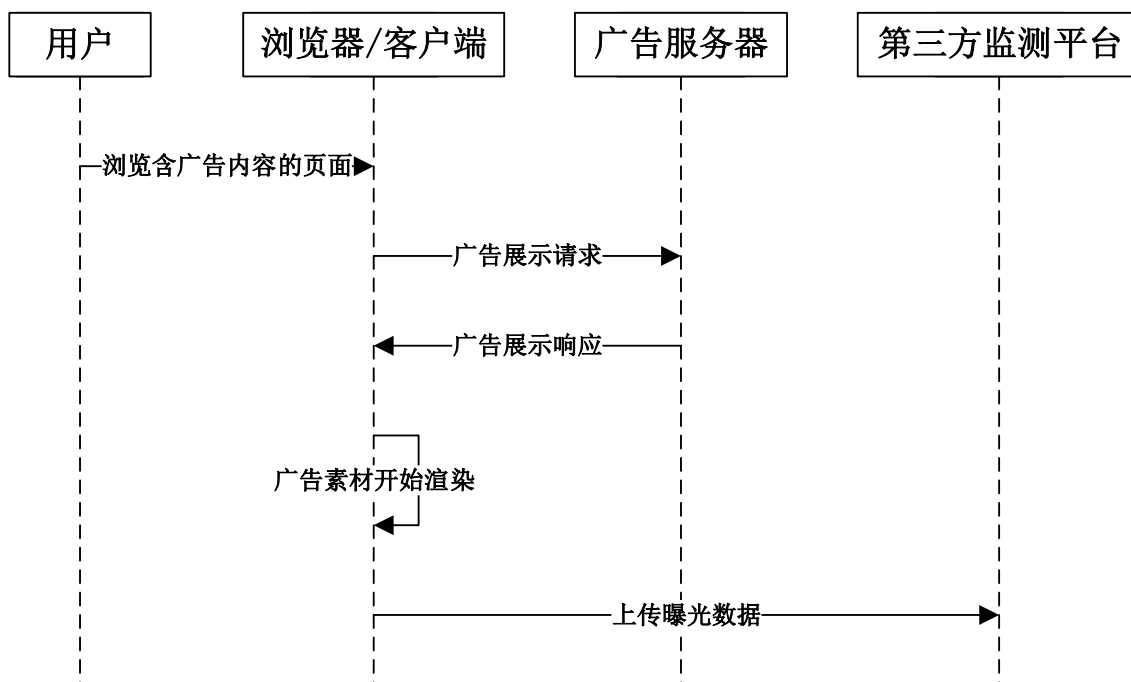 用户
浏览器/客户端
广告服务器
第三方监测平台
浏览含广告内容的页面
广告展示请求
广告展示响应
广告素材开始渲染
上传曝光数据